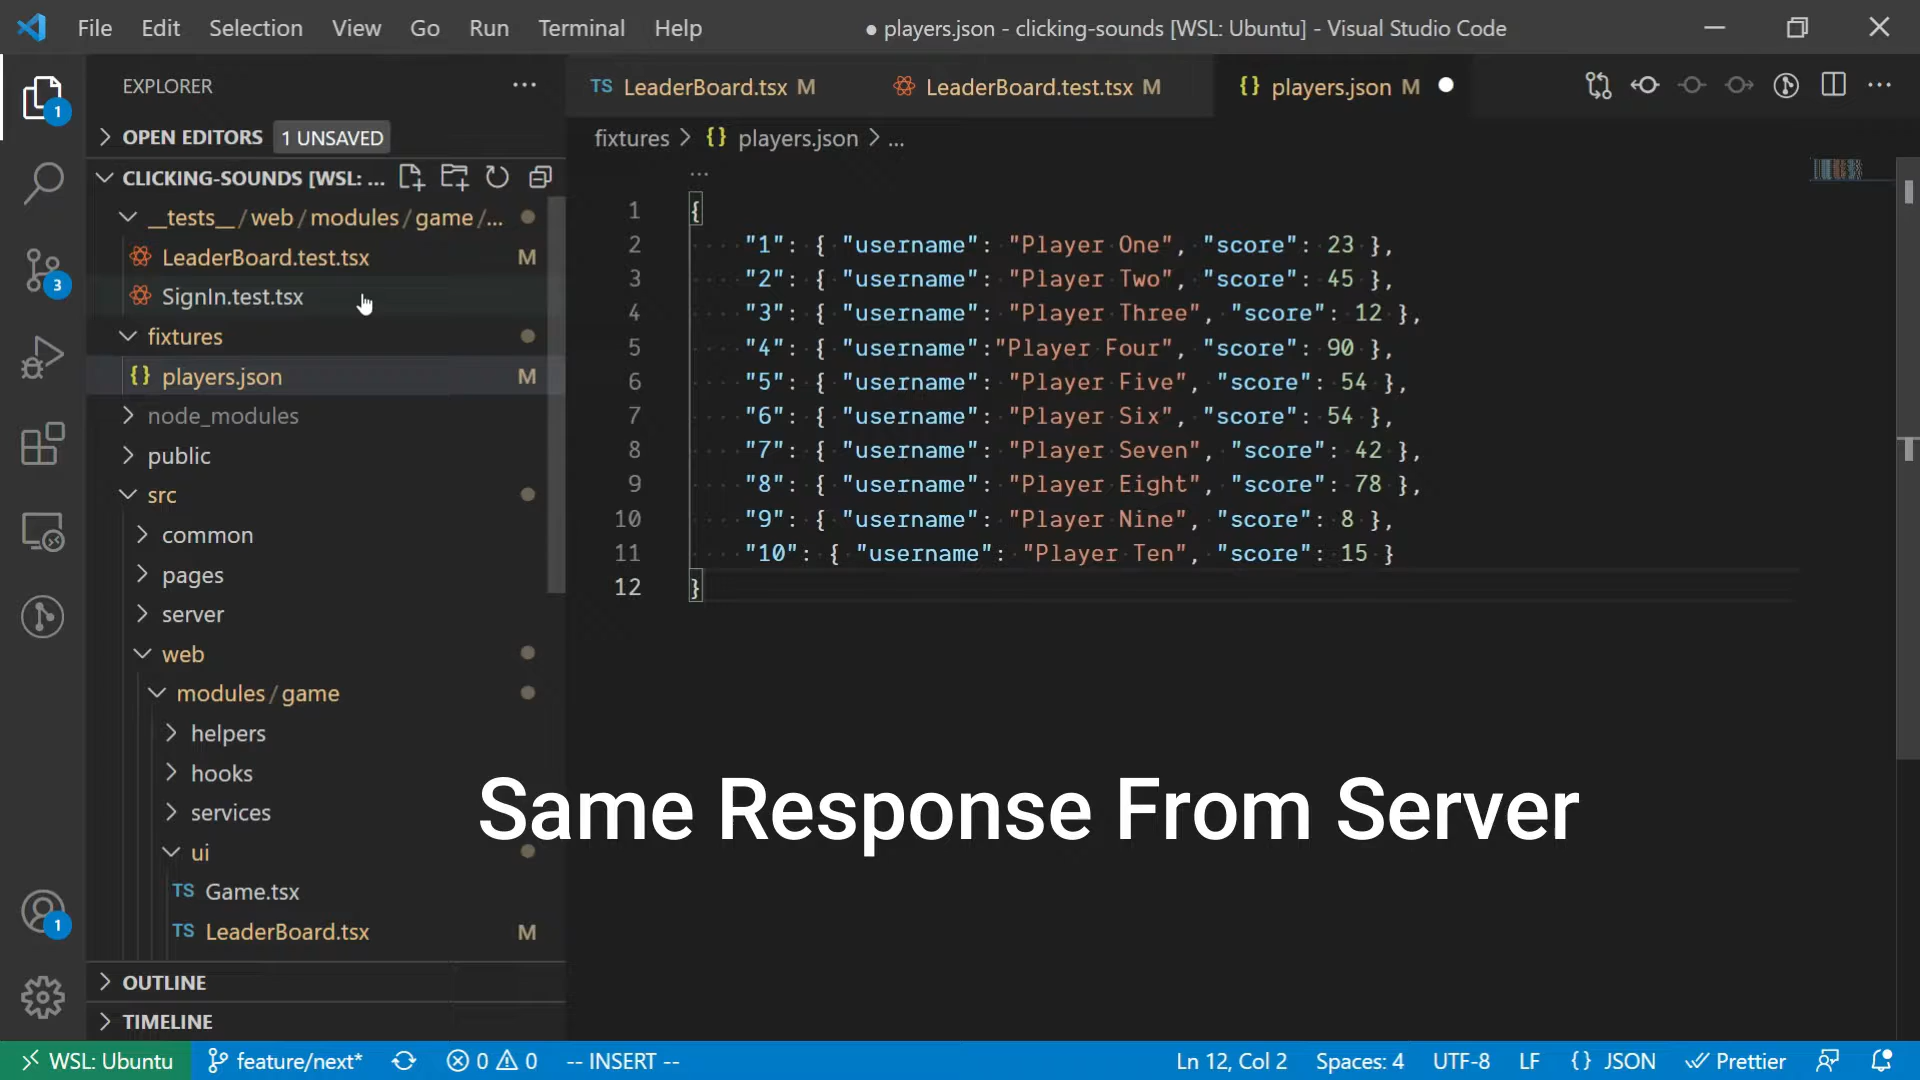 File Edit Selection View Go Run Terminal Help ● players.json - clicking-sounds [WSL: Ubuntu] - Visual Studio Code
EXPLORER
OPEN EDITORS 1 UNSAVED
CLICKING-SOUNDS [WSL: ...
__tests__ / web / modules / game / ...
LeaderBoard.test.tsx M
SignIn.test.tsx
fixtures
{} players.json M
node_modules
public
src
common
pages
server
web
modules / game
helpers
hooks
services
ui
TS Game.tsx
TS LeaderBoard.tsx M
OUTLINE
TIMELINE
1
3
1
TS LeaderBoard.tsx M LeaderBoard.test.tsx M {} players.json M ●
fixtures > {} players.json > ...
1 {
2 "1": { "username": "Player One", "score": 23 },
3 "2": { "username": "Player Two", "score": 45 },
4 "3": { "username": "Player Three", "score": 12 },
5 "4": { "username":"Player Four", "score": 90 },
6 "5": { "username": "Player Five", "score": 54 },
7 "6": { "username": "Player Six", "score": 54 },
8 "7": { "username": "Player Seven", "score": 42 },
9 "8": { "username": "Player Eight", "score": 78 },
10 "9": { "username": "Player Nine", "score": 8 },
11 "10": { "username": "Player Ten", "score": 15 }
12 }
Same Response From Server
WSL: Ubuntu feature/next* 0 0 -- INSERT -- Ln 12, Col 2 Spaces: 4 UTF-8 LF {} JSON Prettier